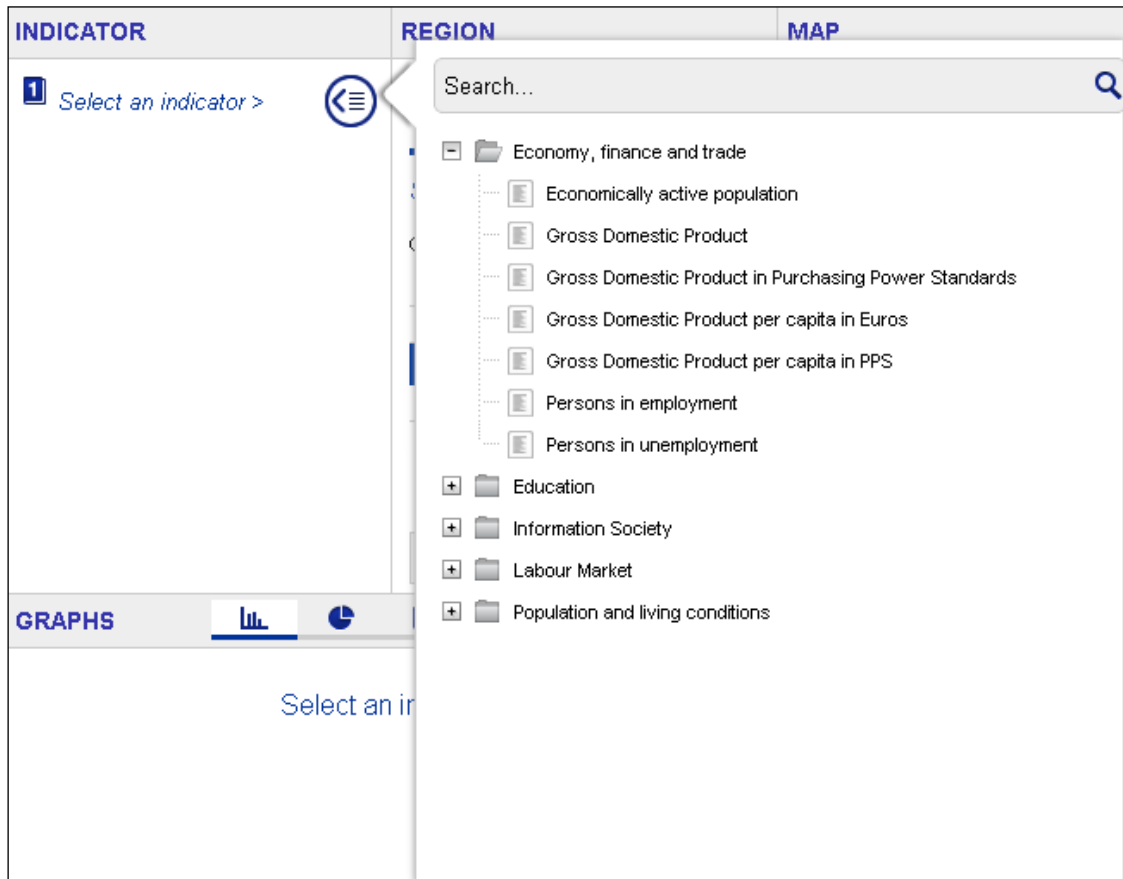 INDICATOR
REGION
MAP
1
Select an indicator >
Search...
Economy, finance and trade
Economically active population
Gross Domestic Product
Gross Domestic Product in Purchasing Power Standards
Gross Domestic Product per capita in Euros
Gross Domestic Product per capita in PPS
Persons in employment
Persons in unemployment
Education
Information Society
Labour Market
Population and living conditions
GRAPHS
Select an